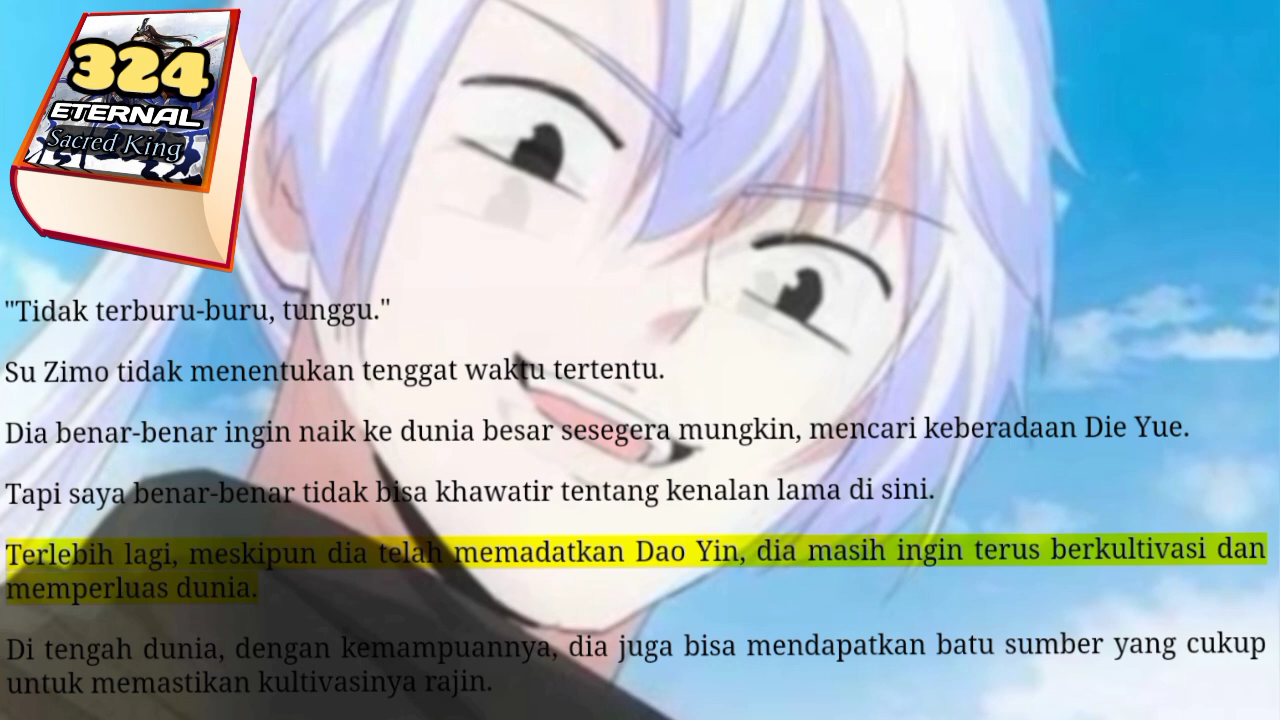 324
ETERNAL
Sacred King
"Tidak terburu-buru, tunggu."
Su Zimo tidak menentukan tenggat waktu tertentu.
Dia benar-benar ingin naik ke dunia besar sesegera mungkin, mencari keberadaan Die Yue.
Tapi saya benar-benar tidak bisa khawatir tentang kenalan lama di sini.
Terlebih lagi, meskipun dia telah memadatkan Dao Yin, dia masih ingin terus berkultivasi dan
memperluas dunia.
Di tengah dunia, dengan kemampuannya, dia juga bisa mendapatkan batu sumber yang cukup
untuk memastikan kultivasinya rajin.